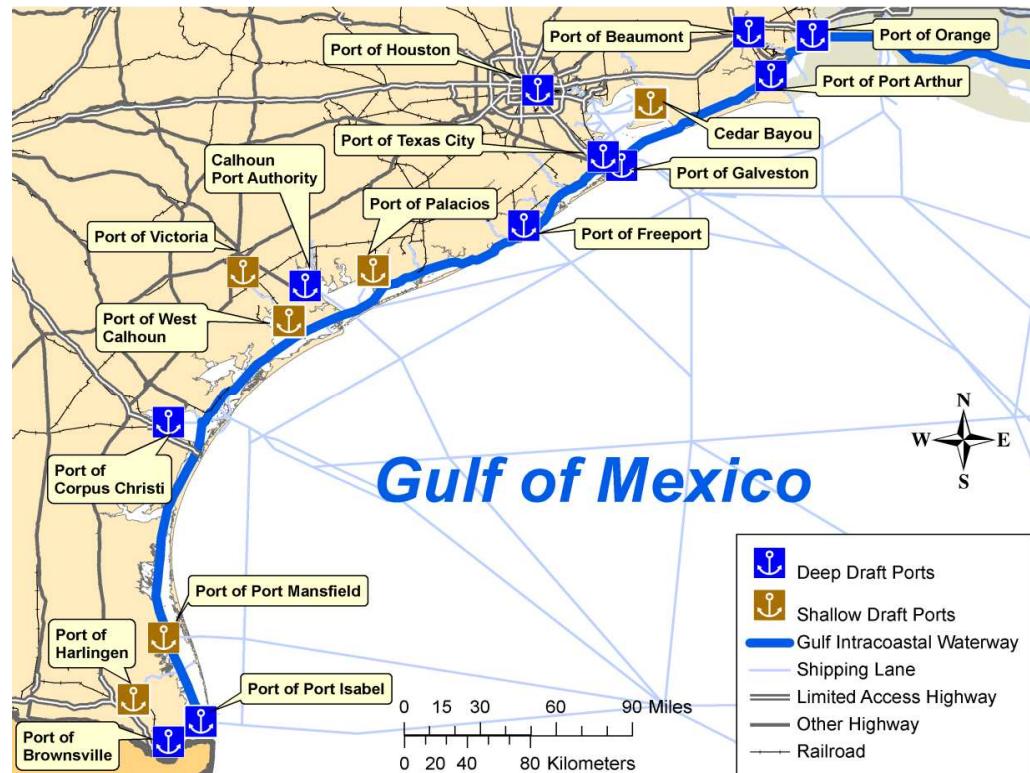 Port of Houston
Port of Beaumont
Port of Orange
Port of Port Arthur
Cedar Bayou
Port of Texas City
Port of Galveston
Calhoun
Port Authority
Port of Palacios
Port of Freeport
Port of Victoria
Port of West
Calhoun
Port of
Corpus Christi
Gulf of Mexico
N
W E
S
Port of Port Mansfield
Port of
Harlingen
Port of Port Isabel
Port of
Brownsville
0 15 30 60 90 Miles
0 20 40 80 Kilometers
Deep Draft Ports
Shallow Draft Ports
Gulf Intracoastal Waterway
Shipping Lane
Limited Access Highway
Other Highway
Railroad